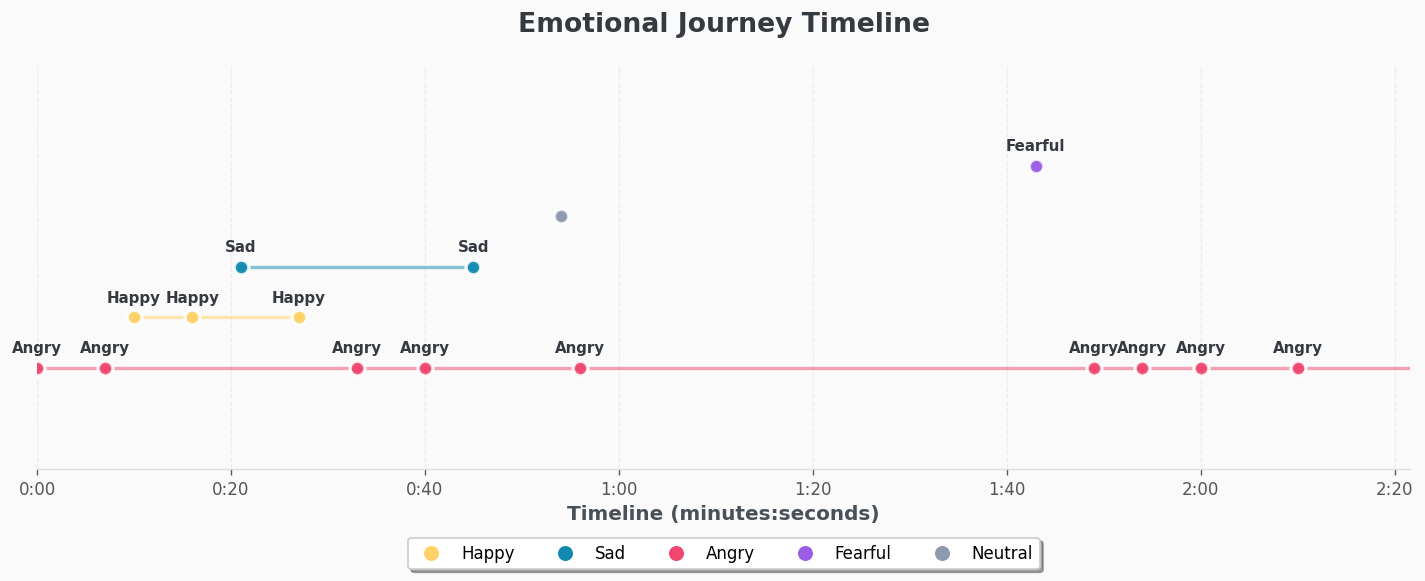 Emotional Journey Timeline
Fearful
Sad Sad
Happy Happy Happy
Angry Angry Angry Angry Angry Angry Angry Angry Angry
0:00 0:20 0:40 1:00 1:20 1:40 2:00 2:20
Timeline (minutes:seconds)
Happy Sad Angry Fearful Neutral